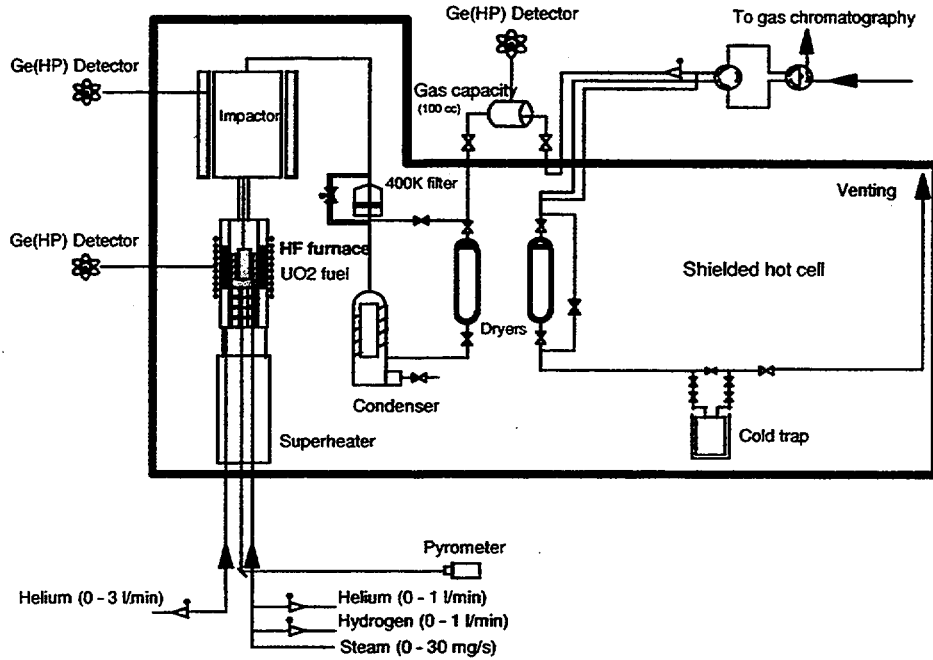 Ge(HP) Detector
To gas chromatography
Ge(HP) Detector
Gas capacity
(100 cc)
Impactor
400K filter
Venting
Ge(HP) Detector
HF furnace
UO2 fuel
Shielded hot cell
Dryers
Condenser
Superheater
Cold trap
Pyrometer
Helium (0 - 3 l/min)
Helium (0 - 1 l/min)
Hydrogen (0 - 1 l/min)
Steam (0 - 30 mg/s)